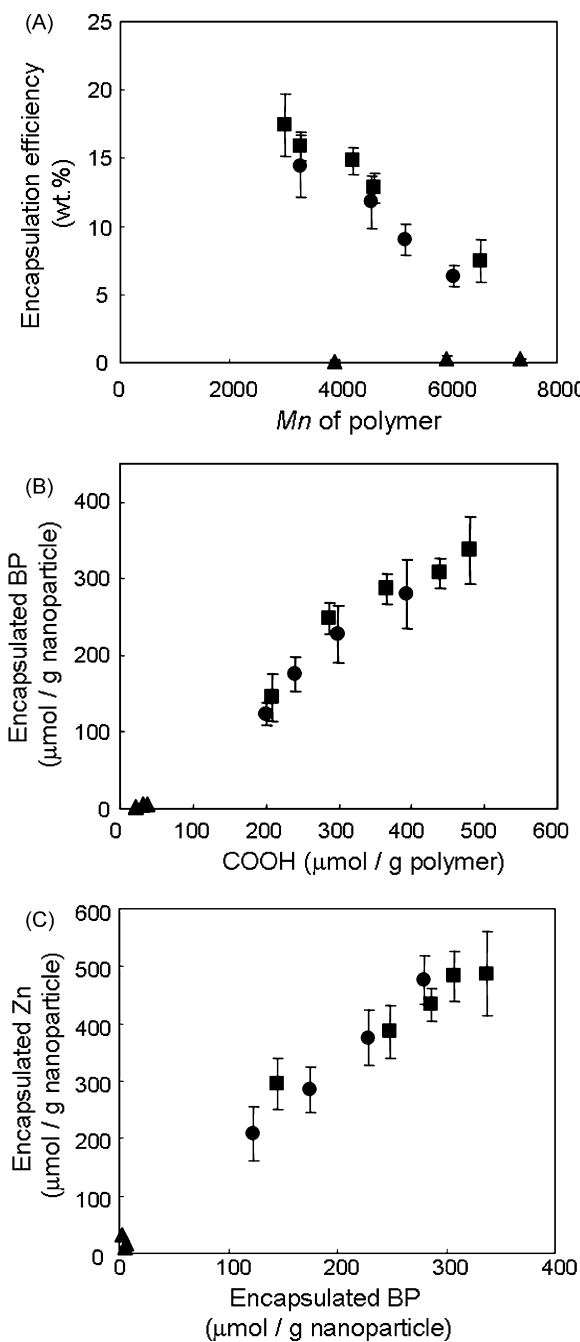 (A)
Encapsulation efficiency
(wt.%)
25
20
15
10
5
0
0 2000 4000 6000 8000
Mn of polymer
(B)
Encapsulated BP
(μmol / g nanoparticle)
400
300
200
100
0
0 100 200 300 400 500 600
COOH (μmol / g polymer)
(C)
Encapsulated Zn
(μmol / g nanoparticle)
600
500
400
300
200
100
0
0 100 200 300 400
Encapsulated BP
(μmol / g nanoparticle)